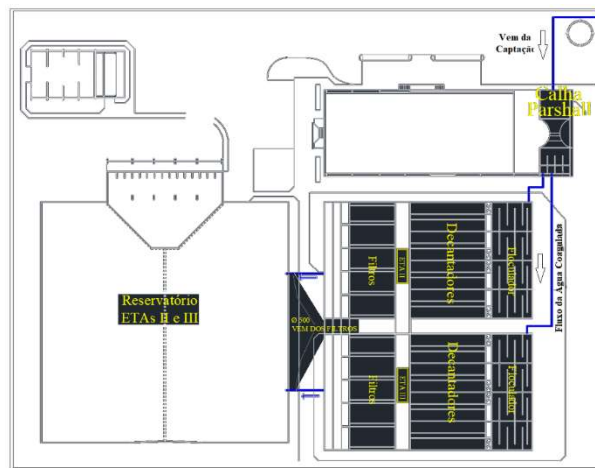 Vem da
Captação
Calha
Parshall
Filtros
ETA II
Decantadores
Floculador
Fluxo da Água Coagulada
Reservatório
ETAs II e III
Ø 500
VEM DOS FILTROS
Filtros
ETA III
Decantadores
Floculador